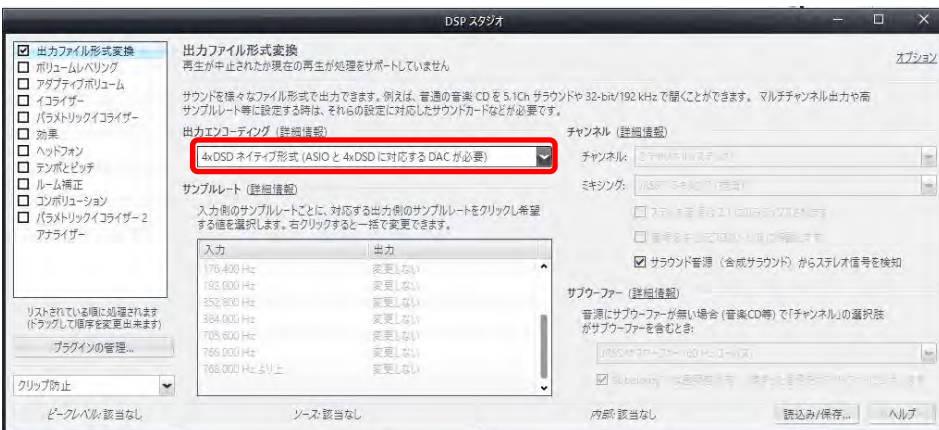 DSP スタジオ
出力ファイル形式変換
ボリュームレベリング
アダプティブボリューム
イコライザー
パラメトリックイコライザー
効果
ヘッドフォン
テンポとピッチ
ルーム補正
コンボリューション
パラメトリックイコライザー 2
アナライザー
リストされている順に処理されます
(ドラッグして順序を変更出来ます)
プラグインの管理...
クリップ防止
ピークレベル: 該当なし
出力ファイル形式変換
再生が中止されたか現在の再生が処理をサポートしていません
オプション
サウンドを様々なファイル形式で出力できます。例えば、普通の音楽 CD を 5.1Ch サラウンドや 32-bit/192 kHz で聞くことができます。 マルチチャンネル出力や高
サンプルレート等に設定する時は、それらの設定に対応したサウンドカードなどが必要です。
出力エンコーディング (詳細情報)
4xDSD ネイティブ形式 (ASIO と 4xDSD に対応する DAC が必要)
サンプルレート (詳細情報)
入力側のサンプルレートごとに、対応する出力側のサンプルレートをクリックし希望
する値を選択します。右クリックすると一括で変更できます。
入力 出力
176,400 Hz 変更しない
192,000 Hz 変更しない
352,800 Hz 変更しない
384,000 Hz 変更しない
705,600 Hz 変更しない
768,000 Hz 変更しない
768,000 Hz より上 変更しない
ソース: 該当なし
チャンネル (詳細情報)
チャンネル:
ミキシング:
サラウンド音源 (合成サラウンド) からステレオ信号を検知
サブウーファー (詳細情報)
音源にサブウーファーが無い場合 (音楽CD等) で「チャンネル」の選択肢
がサブウーファーを含むとき:
内部: 該当なし
読込み/保存...
ヘルプ